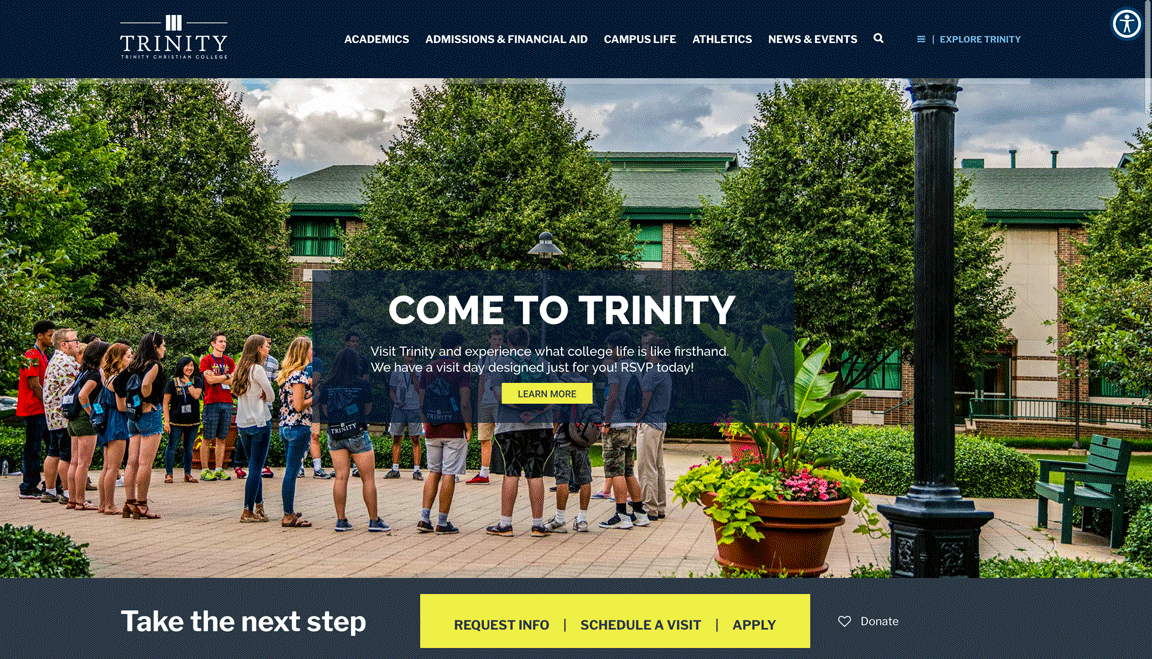 TRINITY
TRINITY CHRISTIAN COLLEGE
ACADEMICS
ADMISSIONS & FINANCIAL AID
CAMPUS LIFE
ATHLETICS
NEWS & EVENTS
| EXPLORE TRINITY
COME TO TRINITY
Visit Trinity and experience what college life is like firsthand.
We have a visit day designed just for you! RSVP today!
LEARN MORE
TRINITY
Take the next step
REQUEST INFO | SCHEDULE A VISIT | APPLY
Donate